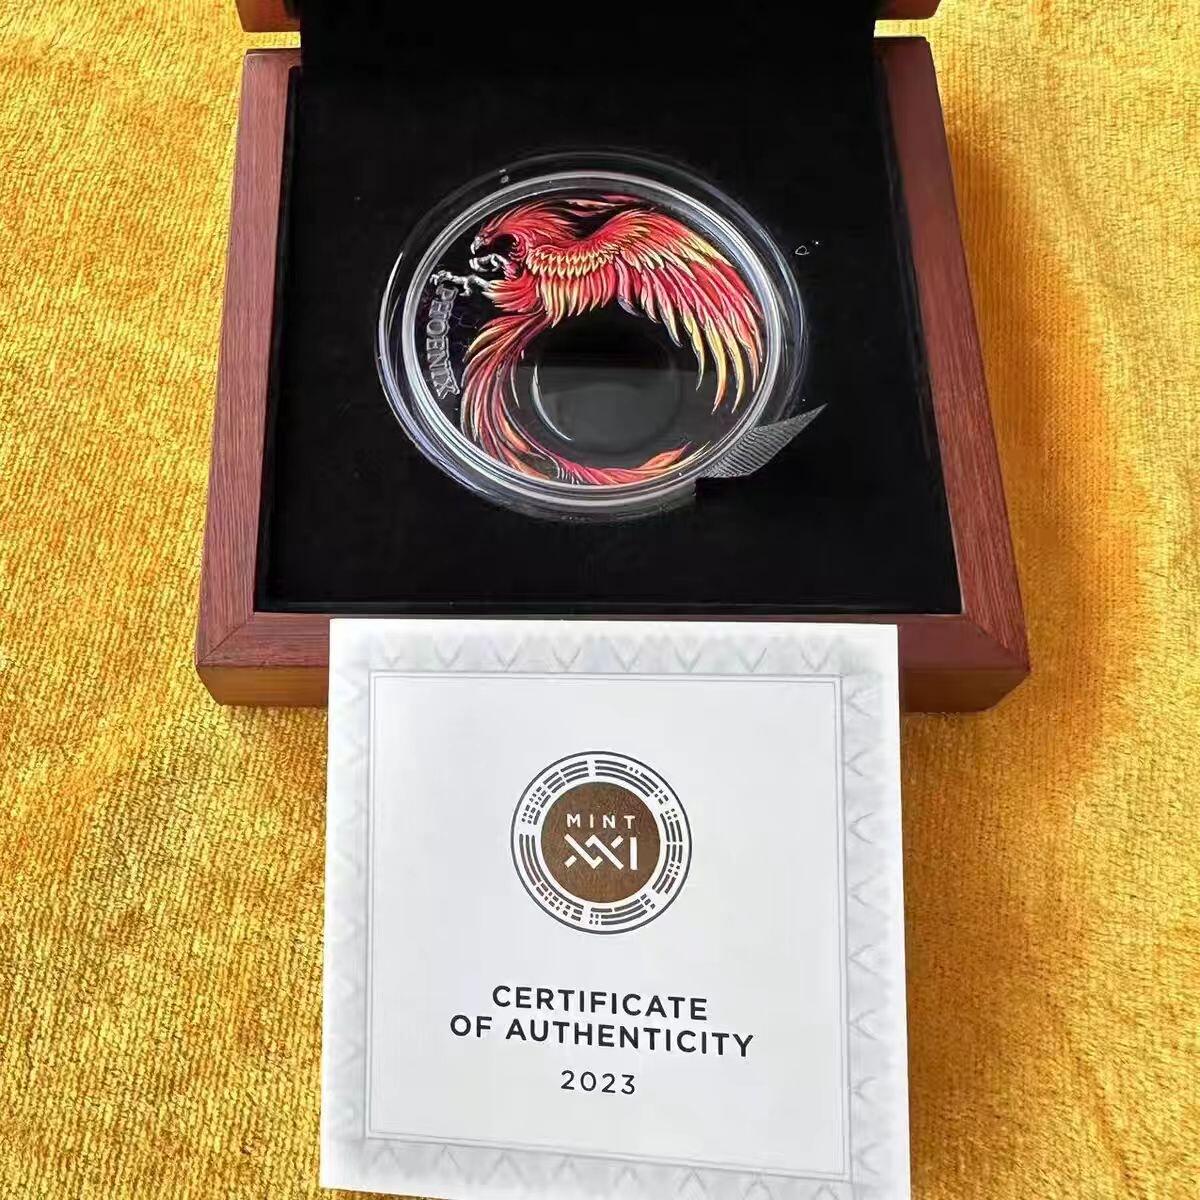 PHOENIX
MINT
XXI
CERTIFICATE
OF AUTHENTICITY
2023